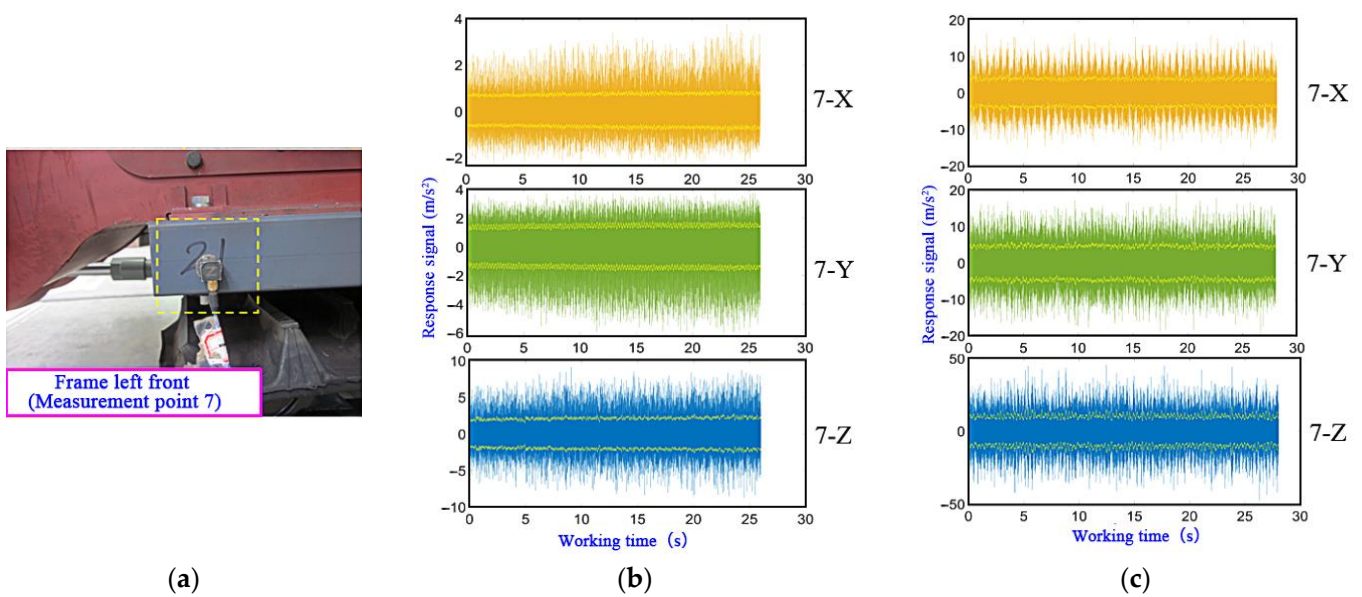 21
Frame left front
(Measurement point 7)
(a)
Response signal (m/s²)
4
2
0
−2
0 5 10 15 20 25 30
7-X
4
2
0
−2
−4
−6
0 5 10 15 20 25 30
7-Y
10
5
0
−5
−10
0 5 10 15 20 25 30
7-Z
Working time (s)
(b)
Response signal (m/s²)
20
10
0
−10
−20
0 5 10 15 20 25 30
7-X
20
10
0
−10
−20
0 5 10 15 20 25 30
7-Y
50
0
−50
0 5 10 15 20 25 30
7-Z
Working time (s)
(c)